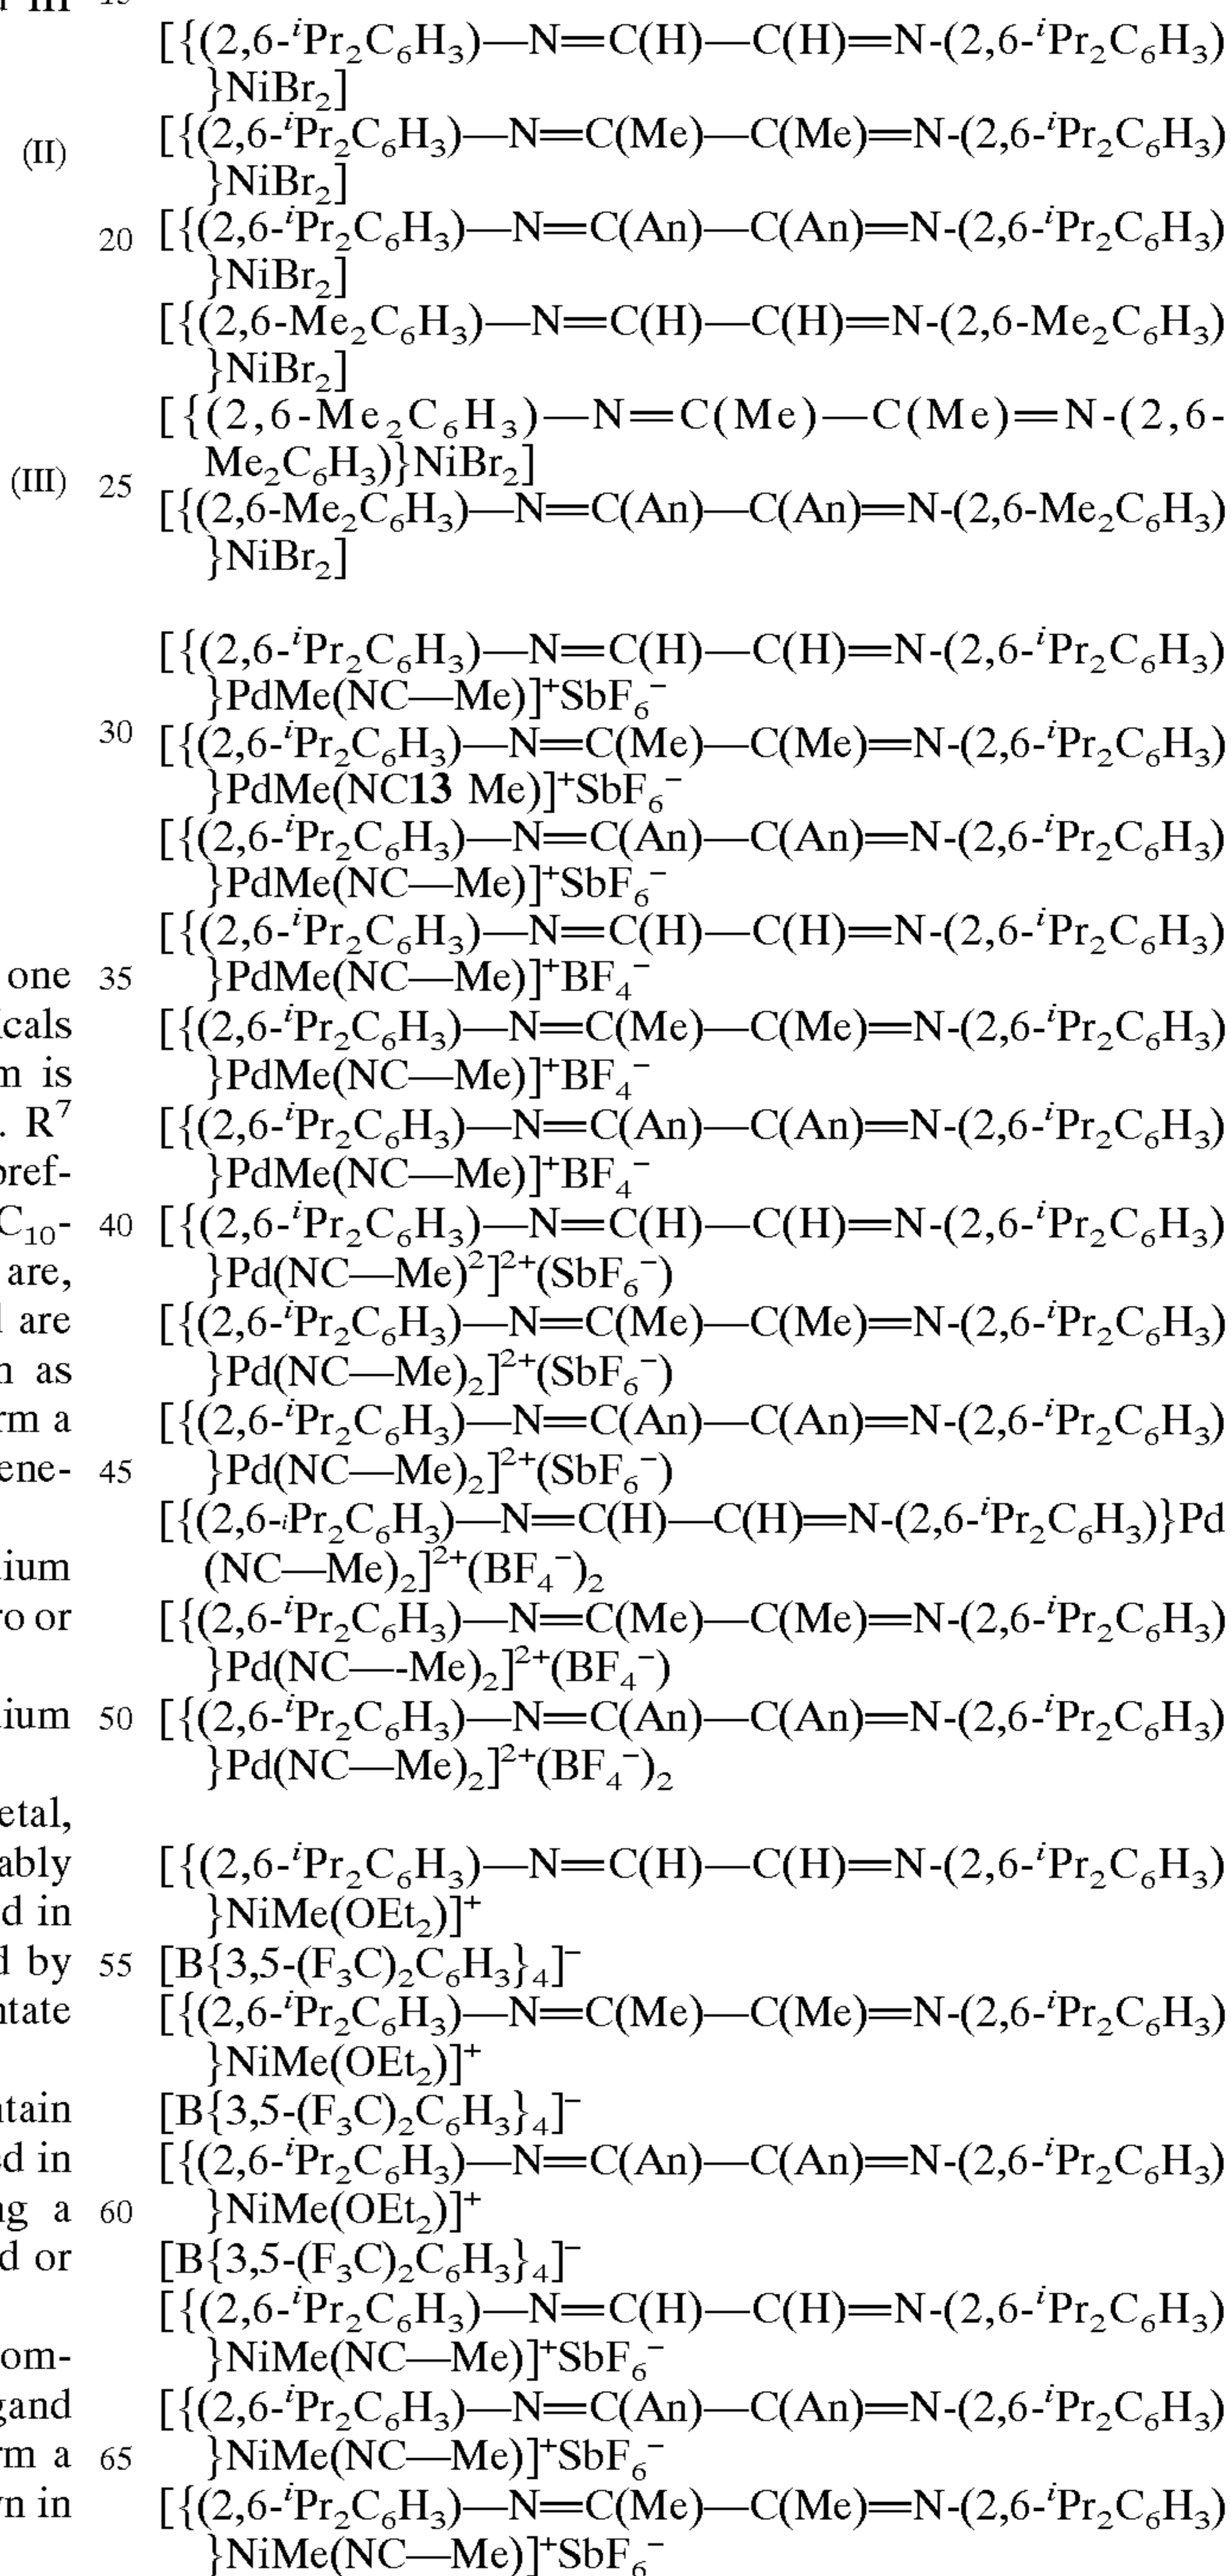 (II)
(III)
one
icals
m is
. R⁷
pref-
C₁₀-
are,
are
n as
rm a
ene-
lium
ro or
lium
etal,
ably
d in
d by
ntate
ntain
ed in
ng a
d or
om-
gand
rm a
vn in
20
25
30
35
40
45
50
55
60
65
[{(2,6-ⁱPr₂C₆H₃)—N=C(H)—C(H)=N-(2,6-ⁱPr₂C₆H₃)
}NiBr₂]
[{(2,6-ⁱPr₂C₆H₃)—N=C(Me)—C(Me)=N-(2,6-ⁱPr₂C₆H₃)
}NiBr₂]
[{(2,6-ⁱPr₂C₆H₃)—N=C(An)—C(An)=N-(2,6-ⁱPr₂C₆H₃)
}NiBr₂]
[{(2,6-Me₂C₆H₃)—N=C(H)—C(H)=N-(2,6-Me₂C₆H₃)
}NiBr₂]
[{(2,6-Me₂C₆H₃)—N=C(Me)—C(Me)=N-(2,6-
Me₂C₆H₃)}NiBr₂]
[{(2,6-Me₂C₆H₃)—N=C(An)—C(An)=N-(2,6-Me₂C₆H₃)
}NiBr₂]
[{(2,6-ⁱPr₂C₆H₃)—N=C(H)—C(H)=N-(2,6-ⁱPr₂C₆H₃)
}PdMe(NC—Me)]⁺SbF₆⁻
[{(2,6-ⁱPr₂C₆H₃)—N=C(Me)—C(Me)=N-(2,6-ⁱPr₂C₆H₃)
}PdMe(NC13 Me)]⁺SbF₆⁻
[{(2,6-ⁱPr₂C₆H₃)—N=C(An)—C(An)=N-(2,6-ⁱPr₂C₆H₃)
}PdMe(NC—Me)]⁺SbF₆⁻
[{(2,6-ⁱPr₂C₆H₃)—N=C(H)—C(H)=N-(2,6-ⁱPr₂C₆H₃)
}PdMe(NC—Me)]⁺BF₄⁻
[{(2,6-ⁱPr₂C₆H₃)—N=C(Me)—C(Me)=N-(2,6-ⁱPr₂C₆H₃)
}PdMe(NC—Me)]⁺BF₄⁻
[{(2,6-ⁱPr₂C₆H₃)—N=C(An)—C(An)=N-(2,6-ⁱPr₂C₆H₃)
}PdMe(NC—Me)]⁺BF₄⁻
[{(2,6-ⁱPr₂C₆H₃)—N=C(H)—C(H)=N-(2,6-ⁱPr₂C₆H₃)
}Pd(NC—Me)²]²⁺(SbF₆⁻)
[{(2,6-ⁱPr₂C₆H₃)—N=C(Me)—C(Me)=N-(2,6-ⁱPr₂C₆H₃)
}Pd(NC—Me)₂]²⁺(SbF₆⁻)
[{(2,6-ⁱPr₂C₆H₃)—N=C(An)—C(An)=N-(2,6-ⁱPr₂C₆H₃)
}Pd(NC—Me)₂]²⁺(SbF₆⁻)
[{(2,6-ᵢPr₂C₆H₃)—N=C(H)—C(H)=N-(2,6-ⁱPr₂C₆H₃)}Pd
(NC—Me)₂]²⁺(BF₄⁻)₂
[{(2,6-ⁱPr₂C₆H₃)—N=C(Me)—C(Me)=N-(2,6-ⁱPr₂C₆H₃)
}Pd(NC—-Me)₂]²⁺(BF₄⁻)
[{(2,6-ⁱPr₂C₆H₃)—N=C(An)—C(An)=N-(2,6-ⁱPr₂C₆H₃)
}Pd(NC—Me)₂]²⁺(BF₄⁻)₂
[{(2,6-ⁱPr₂C₆H₃)—N=C(H)—C(H)=N-(2,6-ⁱPr₂C₆H₃)
}NiMe(OEt₂)]⁺
[B{3,5-(F₃C)₂C₆H₃}₄]⁻
[{(2,6-ⁱPr₂C₆H₃)—N=C(Me)—C(Me)=N-(2,6-ⁱPr₂C₆H₃)
}NiMe(OEt₂)]⁺
[B{3,5-(F₃C)₂C₆H₃}₄]⁻
[{(2,6-ⁱPr₂C₆H₃)—N=C(An)—C(An)=N-(2,6-ⁱPr₂C₆H₃)
}NiMe(OEt₂)]⁺
[B{3,5-(F₃C)₂C₆H₃}₄]⁻
[{(2,6-ⁱPr₂C₆H₃)—N=C(H)—C(H)=N-(2,6-ⁱPr₂C₆H₃)
}NiMe(NC—Me)]⁺SbF₆⁻
[{(2,6-ⁱPr₂C₆H₃)—N=C(An)—C(An)=N-(2,6-ⁱPr₂C₆H₃)
}NiMe(NC—Me)]⁺SbF₆⁻
[{(2,6-ⁱPr₂C₆H₃)—N=C(Me)—C(Me)=N-(2,6-ⁱPr₂C₆H₃)
}NiMe(NC—Me)]⁺SbF₆⁻